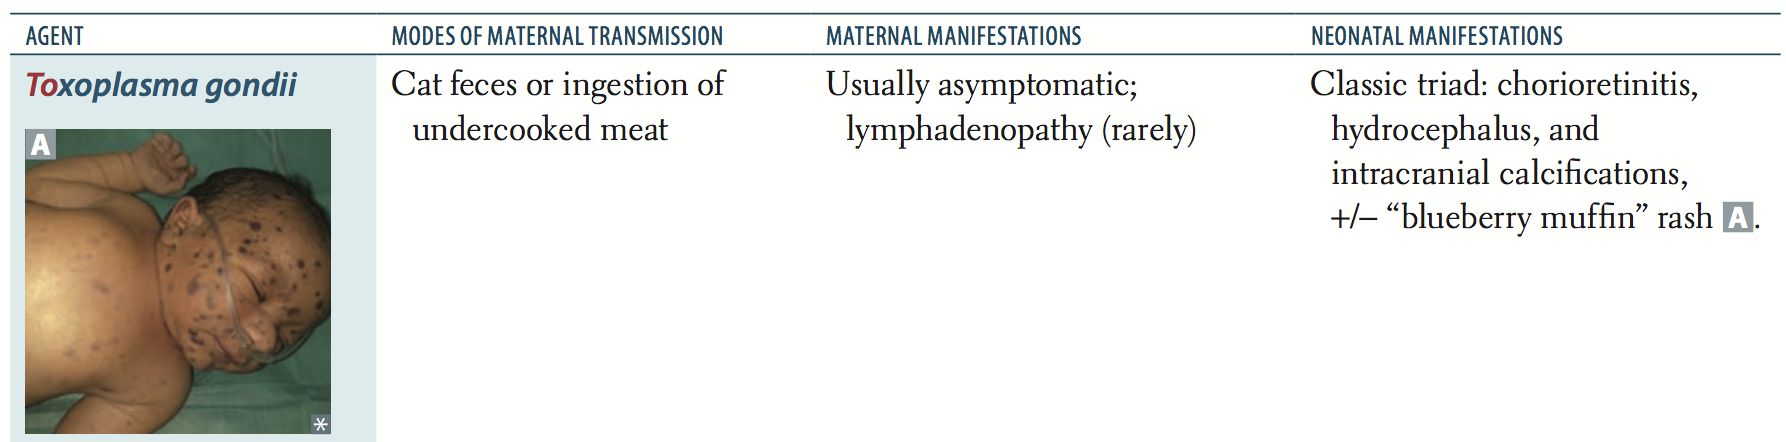 AGENT
MODES OF MATERNAL TRANSMISSION
MATERNAL MANIFESTATIONS
NEONATAL MANIFESTATIONS
Toxoplasma gondii
A
*
Cat feces or ingestion of
undercooked meat
Usually asymptomatic;
lymphadenopathy (rarely)
Classic triad: chorioretinitis,
hydrocephalus, and
intracranial calcifications,
+/− “blueberry muffin” rash A.